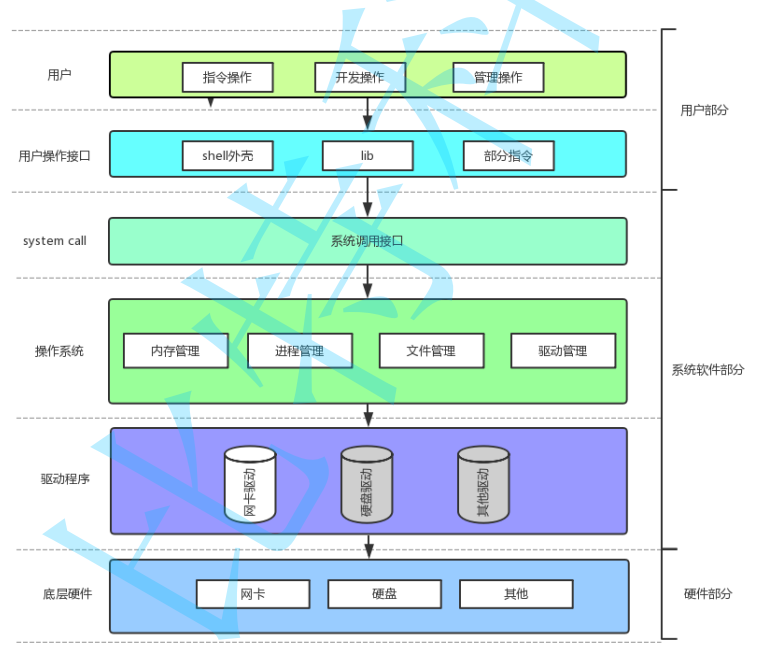 用户
指令操作
开发操作
管理操作
用户部分
用户操作接口
shell外壳
lib
部分指令
system call
系统调用接口
操作系统
内存管理
进程管理
文件管理
驱动管理
系统软件部分
驱动程序
网卡驱动
硬盘驱动
其他驱动
底层硬件
网卡
硬盘
其他
硬件部分